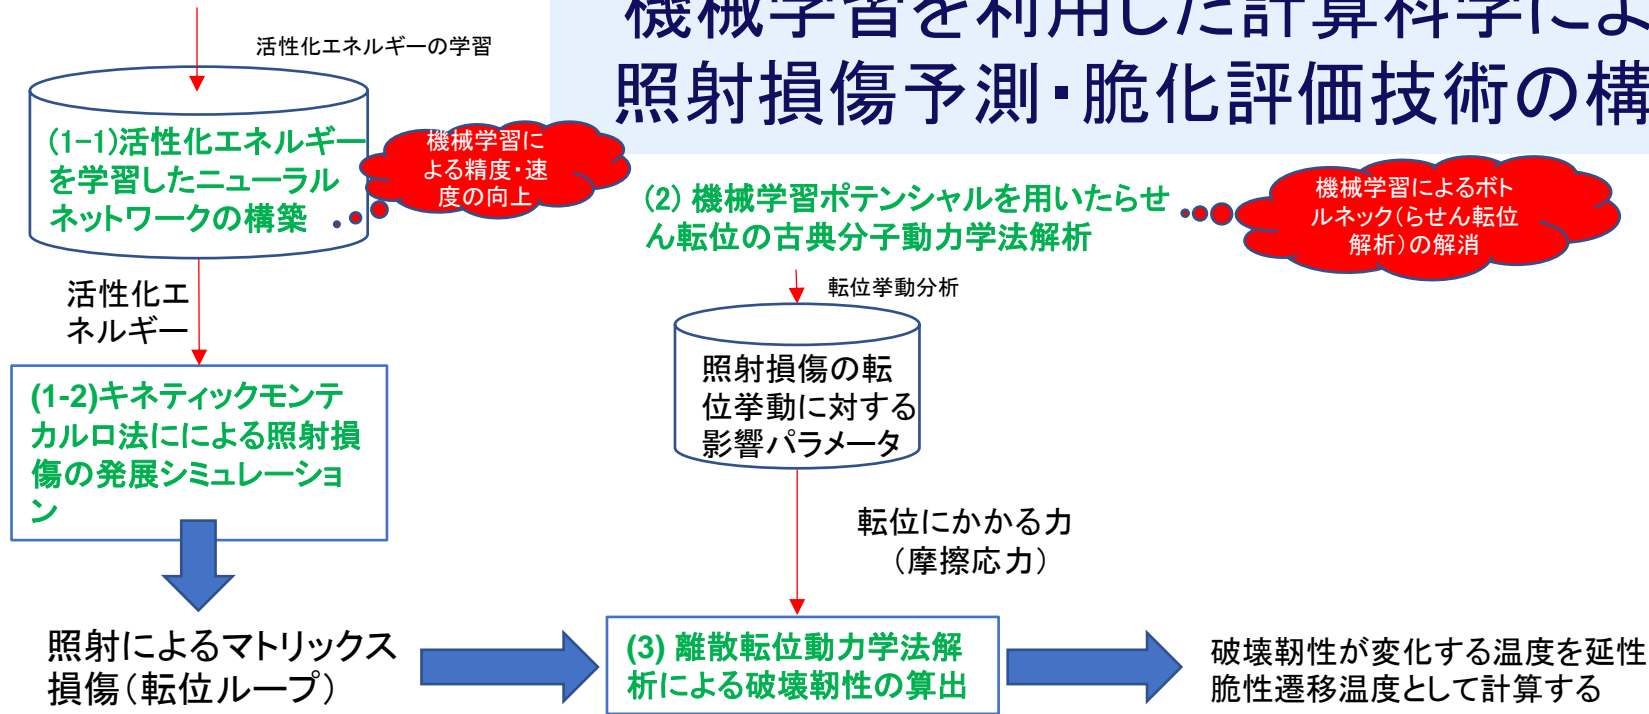 機械学習を利用した計算科学によ
照射損傷予測・脆化評価技術の構
活性化エネルギーの学習
(1-1)活性化エネルギー
を学習したニューラル
ネットワークの構築
機械学習に
よる精度・速
度の向上
(2) 機械学習ポテンシャルを用いたらせ
ん転位の古典分子動力学法解析
機械学習によるボト
ルネック(らせん転位
解析)の解消
活性化エ
ネルギー
転位挙動分析
照射損傷の転
位挙動に対する
影響パラメータ
(1-2)キネティックモンテ
カルロ法にによる照射損
傷の発展シミュレーショ
ン
転位にかかる力
（摩擦応力）
照射によるマトリックス
損傷（転位ループ）
(3) 離散転位動力学法解
析による破壊靭性の算出
破壊靭性が変化する温度を延性
脆性遷移温度として計算する